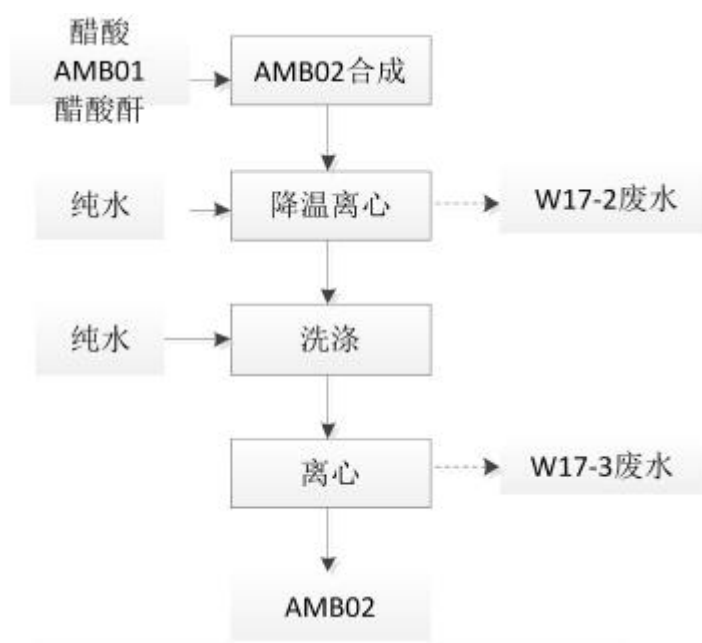 醋酸
AMB01
醋酸酐
AMB02合成
纯水
降温离心
W17-2废水
纯水
洗涤
离心
W17-3废水
AMB02